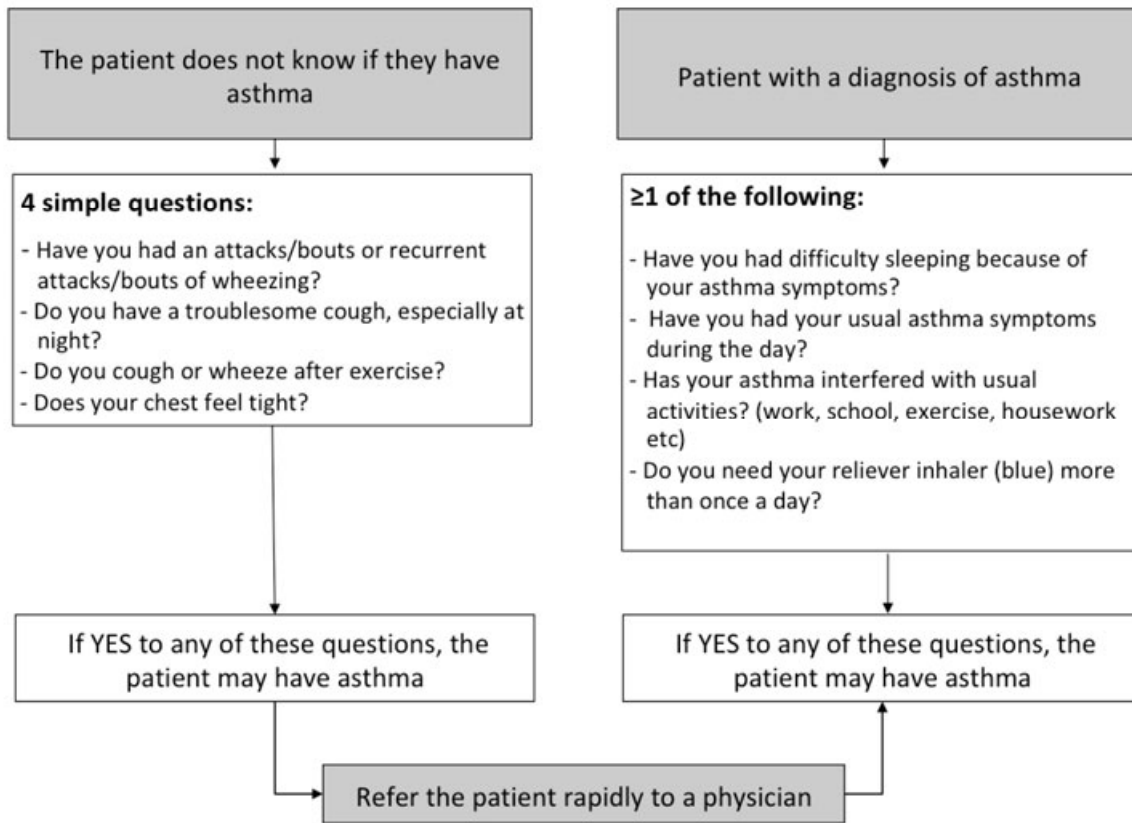 The patient does not know if they have
asthma
4 simple questions:
- Have you had an attacks/bouts or recurrent
attacks/bouts of wheezing?
- Do you have a troublesome cough, especially at
night?
- Do you cough or wheeze after exercise?
- Does your chest feel tight?
If YES to any of these questions, the
patient may have asthma
Patient with a diagnosis of asthma
≥1 of the following:
- Have you had difficulty sleeping because of
your asthma symptoms?
- Have you had your usual asthma symptoms
during the day?
- Has your asthma interfered with usual
activities? (work, school, exercise, housework
etc)
- Do you need your reliever inhaler (blue) more
than once a day?
If YES to any of these questions, the
patient may have asthma
Refer the patient rapidly to a physician